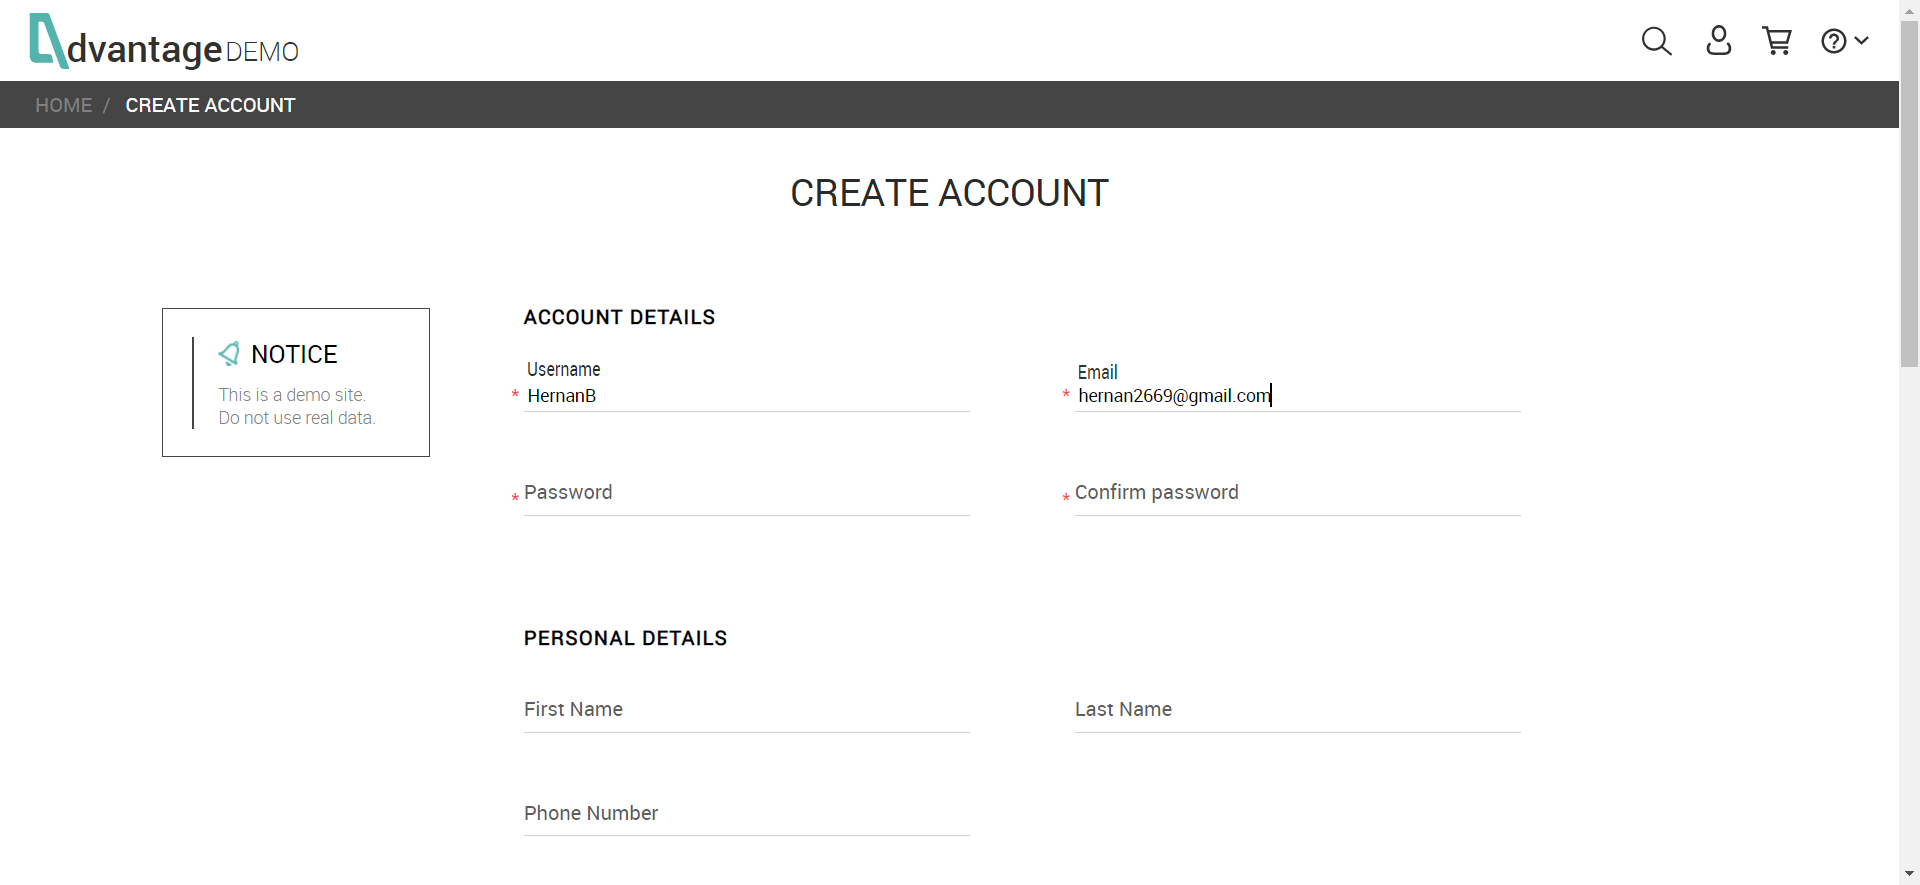 dvantage DEMO
HOME / CREATE ACCOUNT
CREATE ACCOUNT
NOTICE
This is a demo site.
Do not use real data.
ACCOUNT DETAILS
Username
* HernanB
Email
* hernan2669@gmail.com
* Password
* Confirm password
PERSONAL DETAILS
First Name
Last Name
Phone Number